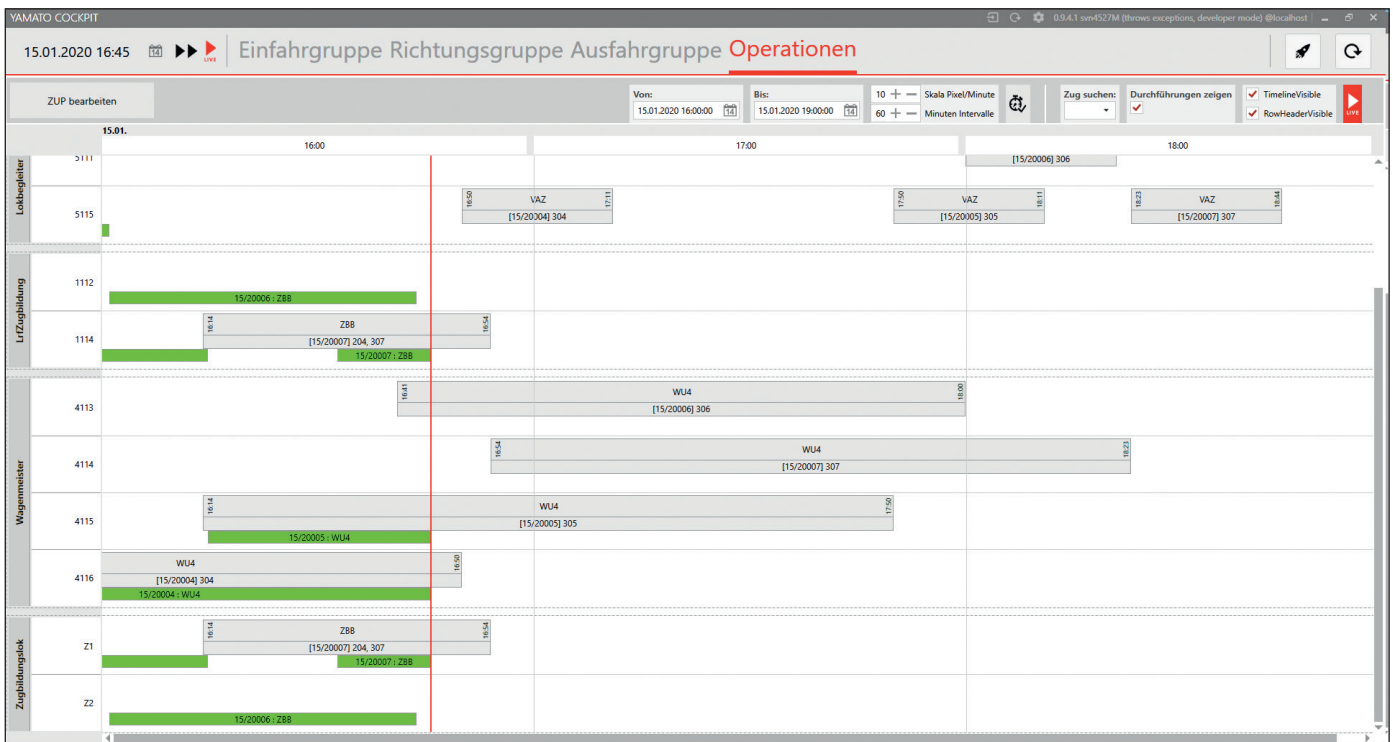 YAMATO COCKPIT
0.9.4.1 svn4527M (throws exceptions, developer mode) @localhost
15.01.2020 16:45 14 LIVE Einfahrgruppe Richtungsgruppe Ausfahrgruppe Operationen
ZUP bearbeiten
Von:
15.01.2020 16:00:00 14
Bis:
15.01.2020 19:00:00 14
10 + − Skala Pixel/Minute
60 + − Minuten Intervalle
Zug suchen:
Durchführungen zeigen
TimelineVisible
RowHeaderVisible
LIVE
15.01.
16:00 17:00 18:00
Lokbegleiter
5111
[15/20006] 306
5115
16:50 VAZ 17:11
[15/20004] 304
17:50 VAZ 18:11
[15/20005] 305
18:23 VAZ 18:44
[15/20007] 307
LrfZugbildung
1112
15/20006 : ZBB
1114
16:14 ZBB 16:54
[15/20007] 204, 307
15/20007 : ZBB
Wagenmeister
4113
16:41 WU4 18:00
[15/20006] 306
4114
16:54 WU4 18:23
[15/20007] 307
4115
16:14 WU4 17:50
[15/20005] 305
15/20005 : WU4
4116
WU4 16:50
[15/20004] 304
15/20004 : WU4
Zugbildungslok
Z1
16:14 ZBB 16:54
[15/20007] 204, 307
15/20007 : ZBB
Z2
15/20006 : ZBB